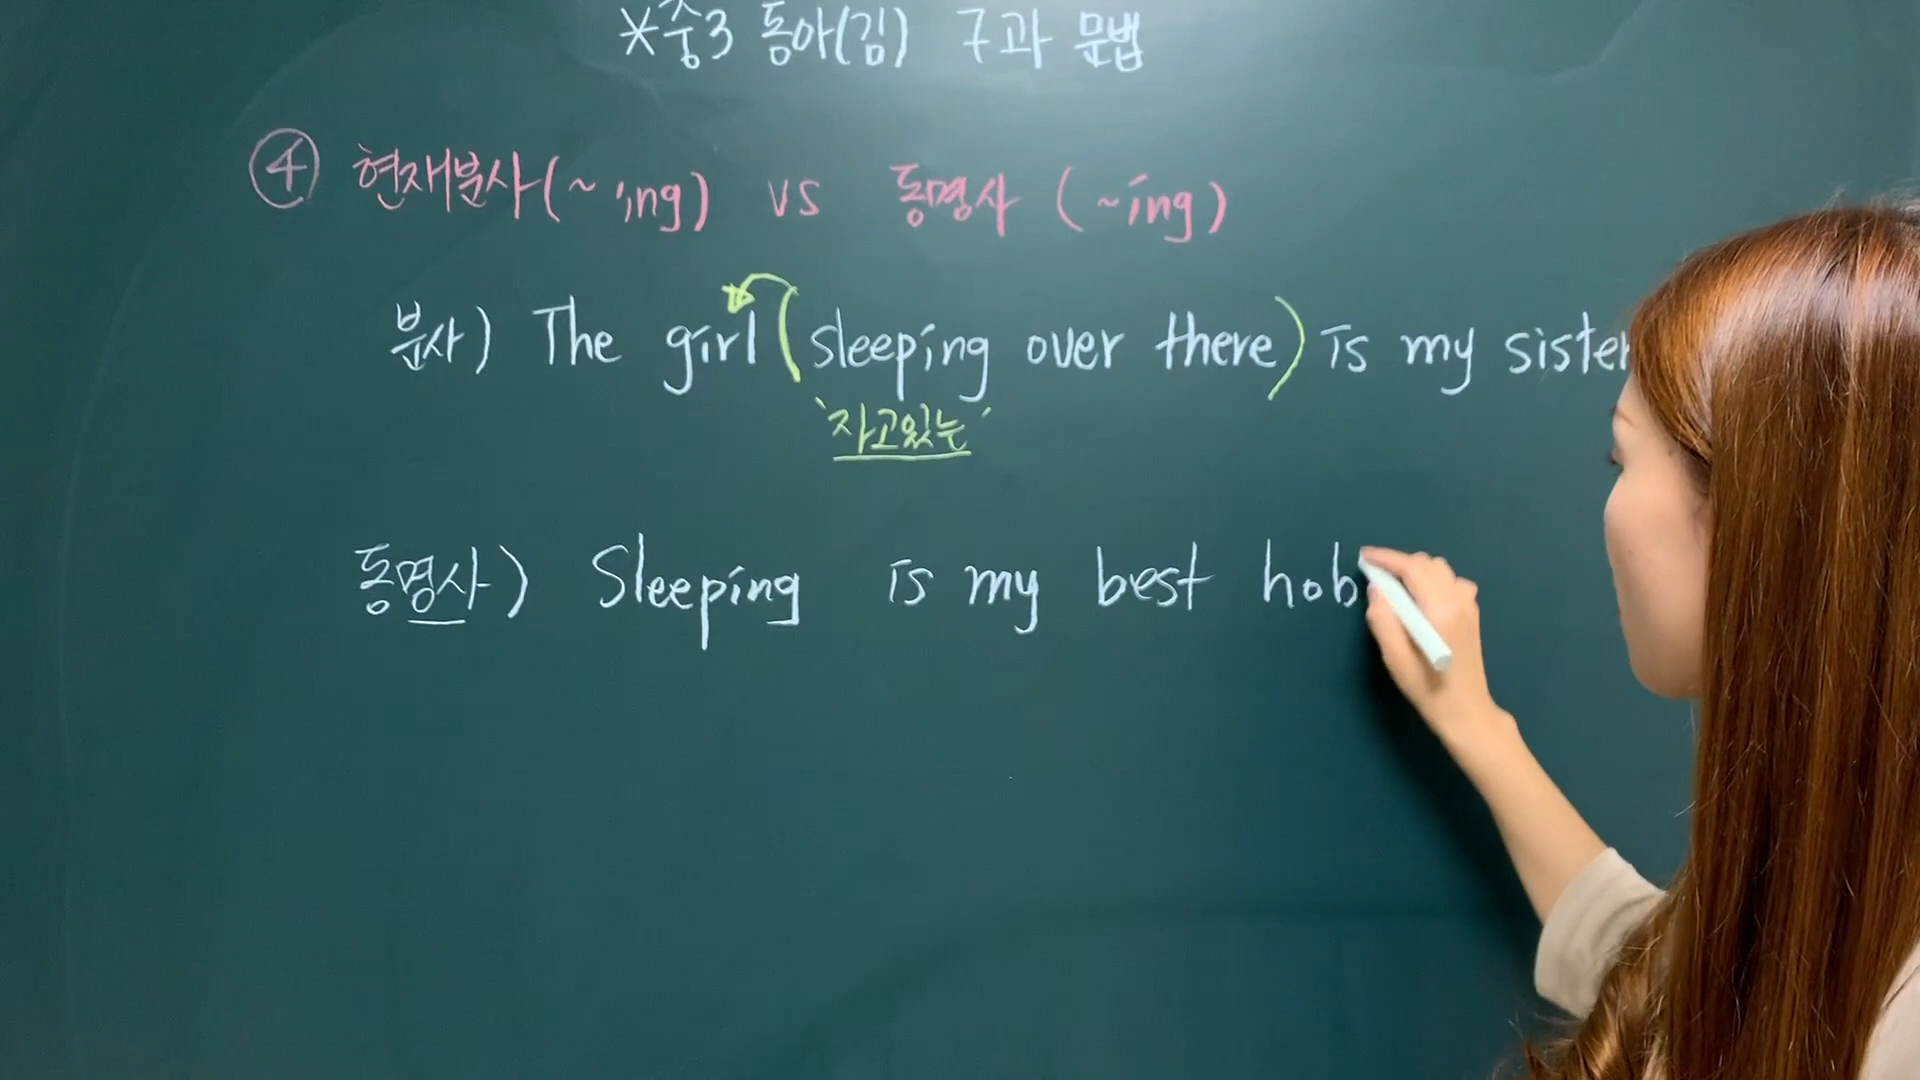 *중3 동아(김) 7과 문법
④ 현재분사(~ing) vs 동명사 (~ing)
분사) The girl (sleeping over there) is my sister
'자고있는'
동명사) Sleeping is my best hob